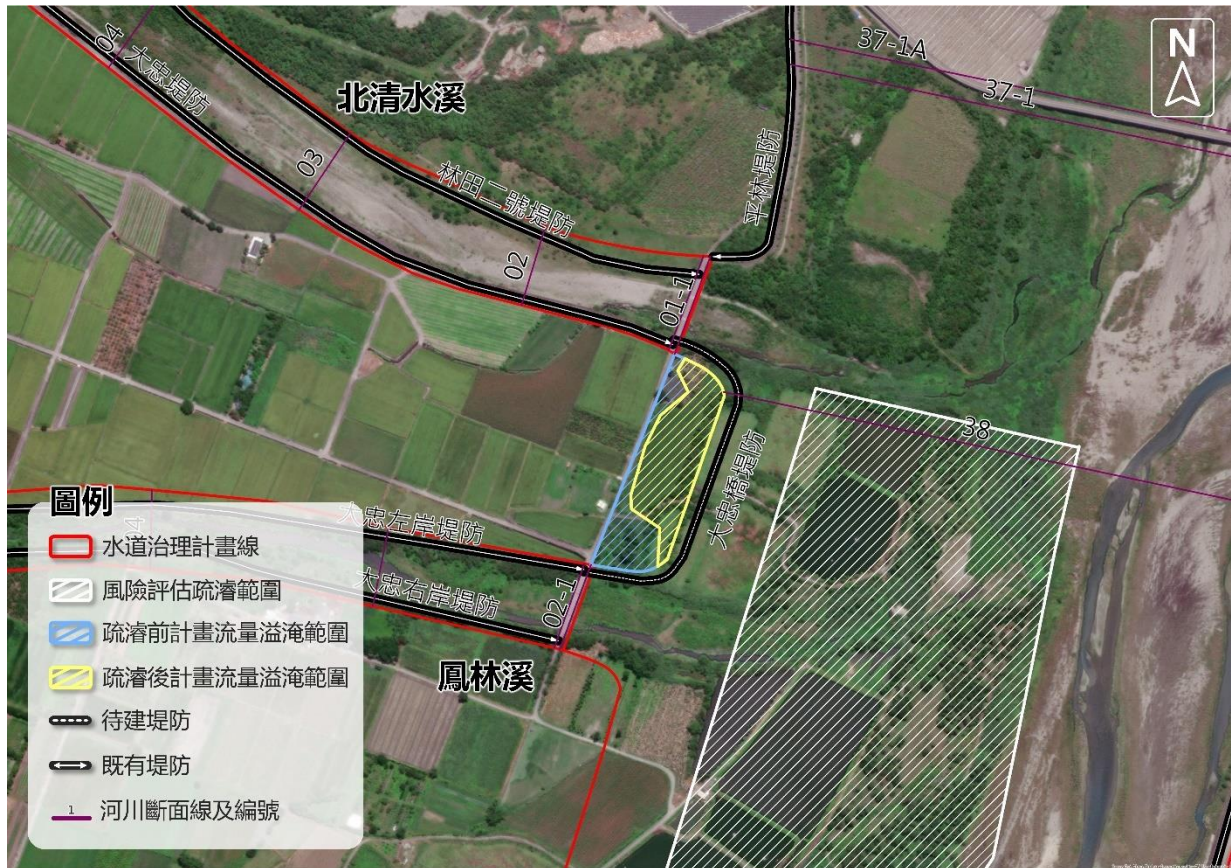 N
04
大忠堤防
北清水溪
03
林田二號堤防
平林堤防
37-1A
37-1
02
01-1
38
大忠橋堤防
大忠左岸堤防
大忠右岸堤防
02-1
鳳林溪
圖例
水道治理計畫線
風險評估疏濬範圍
疏濬前計畫流量溢淹範圍
疏濬後計畫流量溢淹範圍
待建堤防
既有堤防
1
河川斷面線及編號